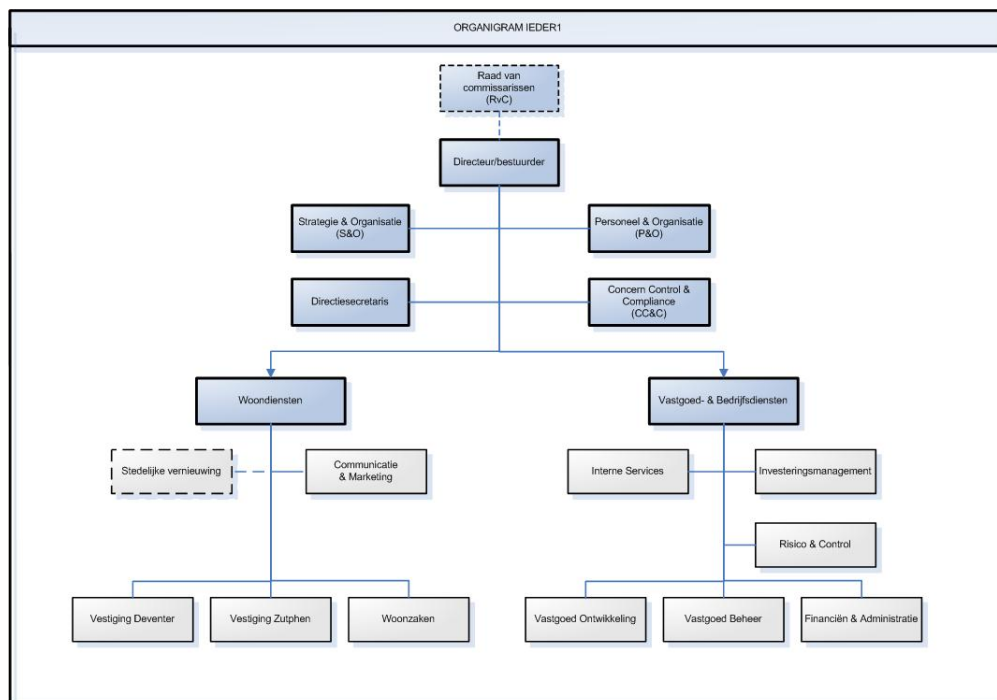 ORGANIGRAM IEDER1
Raad van
commissarissen
(RvC)
Directeur/bestuurder
Strategie & Organisatie
(S&O)
Personeel & Organisatie
(P&O)
Directiesecretaris
Concern Control &
Compliance
(CC&C)
Woondiensten
Vastgoed- & Bedrijfsdiensten
Stedelijke vernieuwing
Communicatie
& Marketing
Interne Services
Investeringsmanagement
Risico & Control
Vestiging Deventer
Vestiging Zutphen
Woonzaken
Vastgoed Ontwikkeling
Vastgoed Beheer
Financiën & Administratie